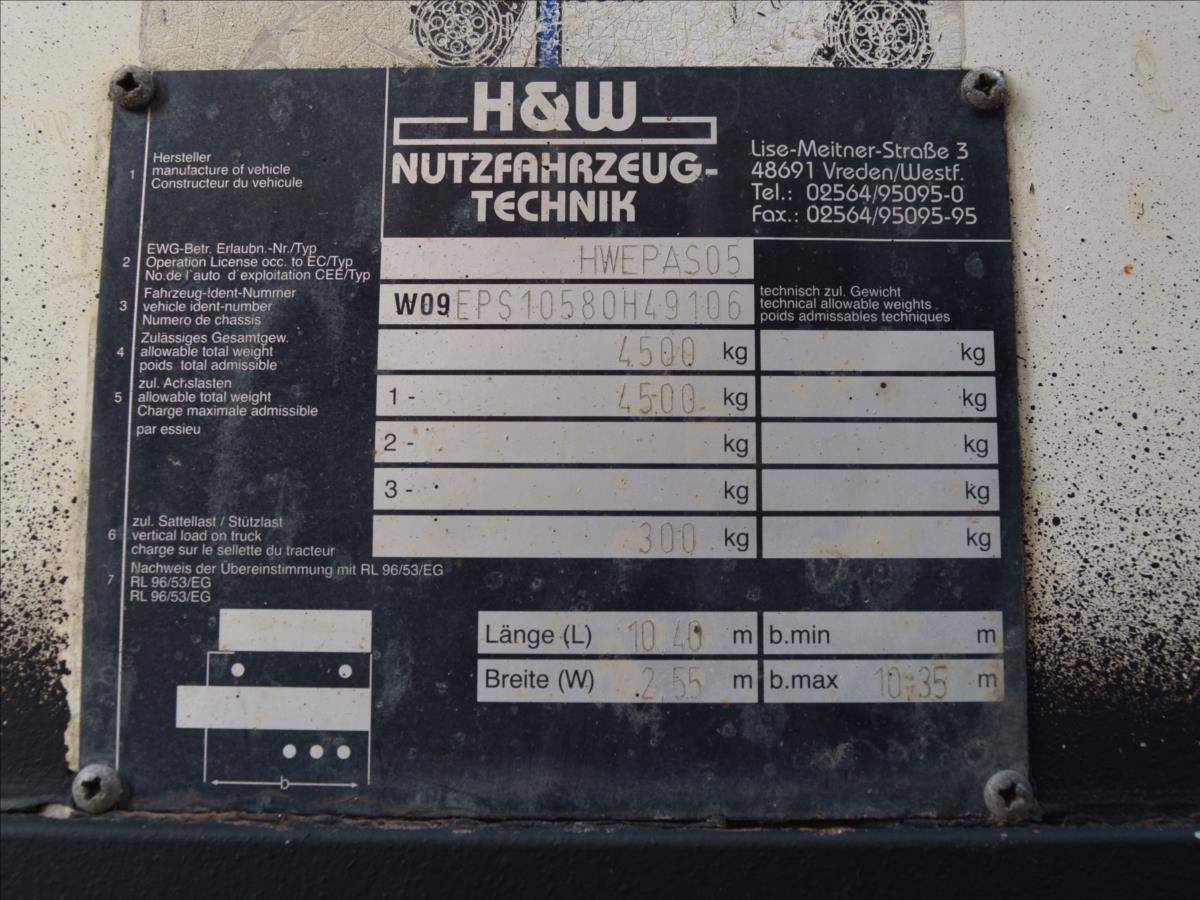 H&W
NUTZFAHRZEUG-
TECHNIK
Lise-Meitner-Straße 3
48691 Vreden/Westf.
Tel.: 02564/95095-0
Fax.: 02564/95095-95
1 Hersteller
manufacture of vehicle
Constructeur du vehicule
2 EWG-Betr. Erlaubn.-Nr./Typ
Operation License occ. to EC/Typ
No.de l'auto d'exploitation CEE/Typ
HWEPAS05
3 Fahrzeug-Ident-Nummer
vehicle ident-number
Numero de chassis
W09EPS10580H49106
technisch zul. Gewicht
technical allowable weights
poids admissables techniques
4 Zulässiges Gesamtgew.
allowable total weight
poids total admissible
4500 kg kg
5 zul. Achslasten
allowable total weight
Charge maximale admissible
par essieu
1 - 4500 kg kg
2 - kg kg
3 - kg kg
6 zul. Sattellast / Stützlast
vertical load on truck
charge sur le sellette du tracteur
300 kg kg
7 Nachweis der Übereinstimmung mit RL 96/53/EG
RL 96/53/EG
RL 96/53/EG
Länge (L) 10.40 m b.min m
Breite (W) 2.55 m b.max 10.35 m
b